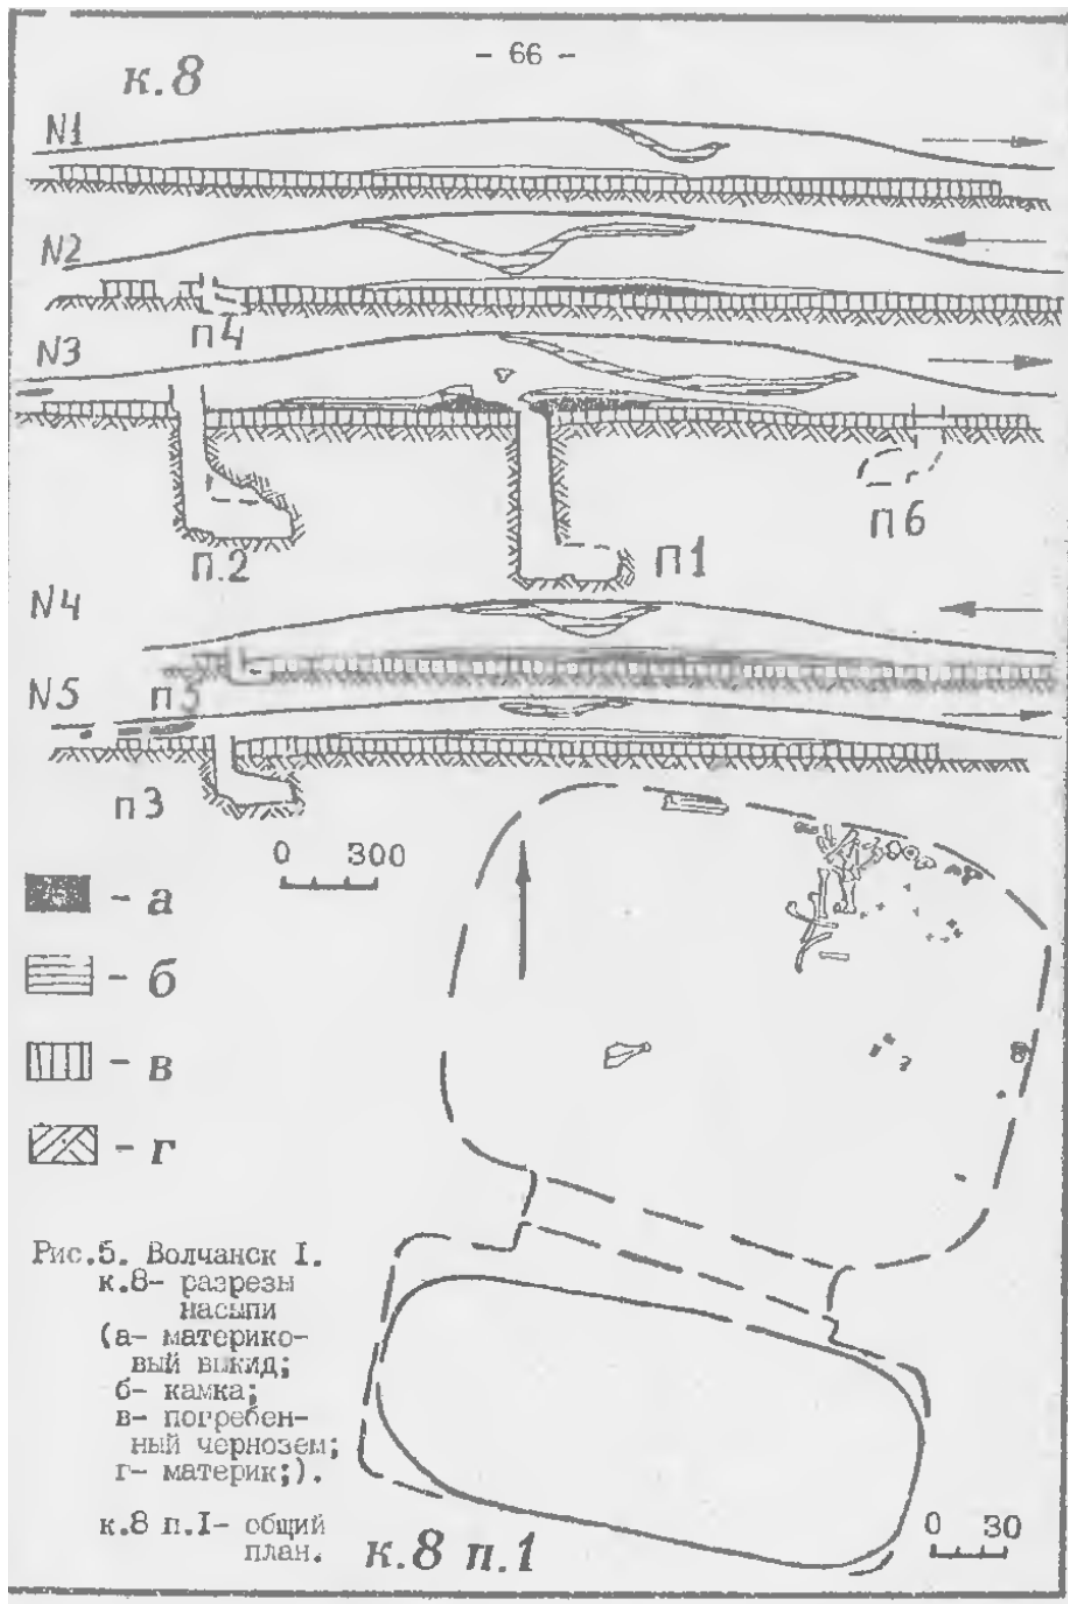 - 66 -
к.8
N1
N2
п4
N3
п.2
п1
п6
N4
п5
N5
п3
0 300
- а
- б
- в
- г
Рис.5. Волчанск I.
к.8- разрезы
насыпи
(а- материко-
вый выкид;
б- камка;
в- погребен-
ный чернозем;
г- материк;).
к.8 п.I- общий
план.
к.8 п.1
0 30